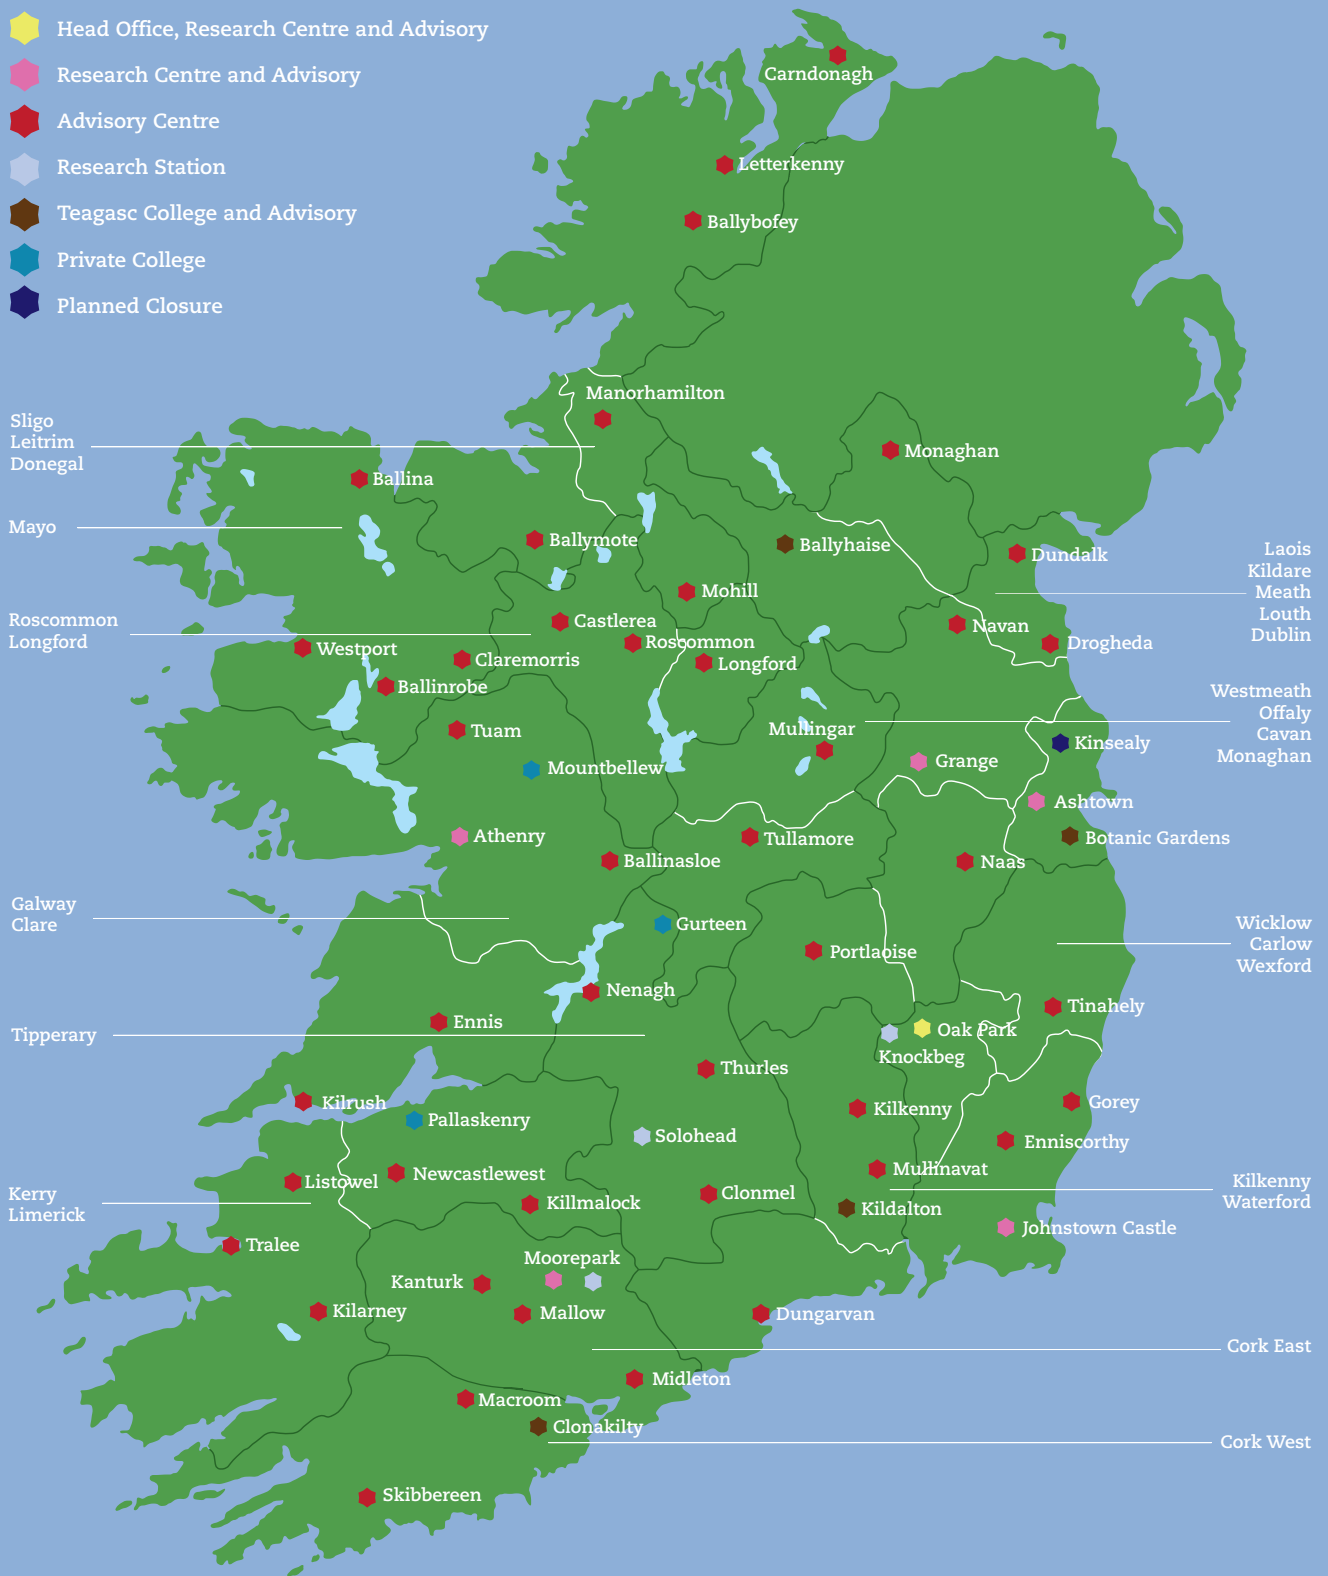 Head Office, Research Centre and Advisory
Research Centre and Advisory
Advisory Centre
Research Station
Teagasc College and Advisory
Private College
Planned Closure
Carndonagh
Letterkenny
Ballybofey
Manorhamilton
Sligo
Leitrim
Donegal
Monaghan
Ballina
Mayo
Ballymote
Ballyhaise
Dundalk
Laois
Kildare
Meath
Louth
Dublin
Mohill
Roscommon
Longford
Castlerea
Navan
Roscommon
Drogheda
Westport
Claremorris
Longford
Ballinrobe
Westmeath
Offaly
Cavan
Monaghan
Tuam
Mullingar
Kinsealy
Mountbellew
Grange
Ashtown
Athenry
Tullamore
Botanic Gardens
Ballinasloe
Naas
Galway
Clare
Gurteen
Wicklow
Carlow
Wexford
Portlaoise
Nenagh
Tinahely
Ennis
Tipperary
Oak Park
Knockbeg
Thurles
Kilrush
Gorey
Kilkenny
Pallaskenry
Solohead
Enniscorthy
Mullinavat
Newcastlewest
Listowel
Kerry
Limerick
Killmalock
Clonmel
Kilkenny
Waterford
Kildalton
Johnstown Castle
Tralee
Moorepark
Kanturk
Kilarney
Mallow
Dungarvan
Cork East
Midleton
Macroom
Clonakilty
Cork West
Skibbereen